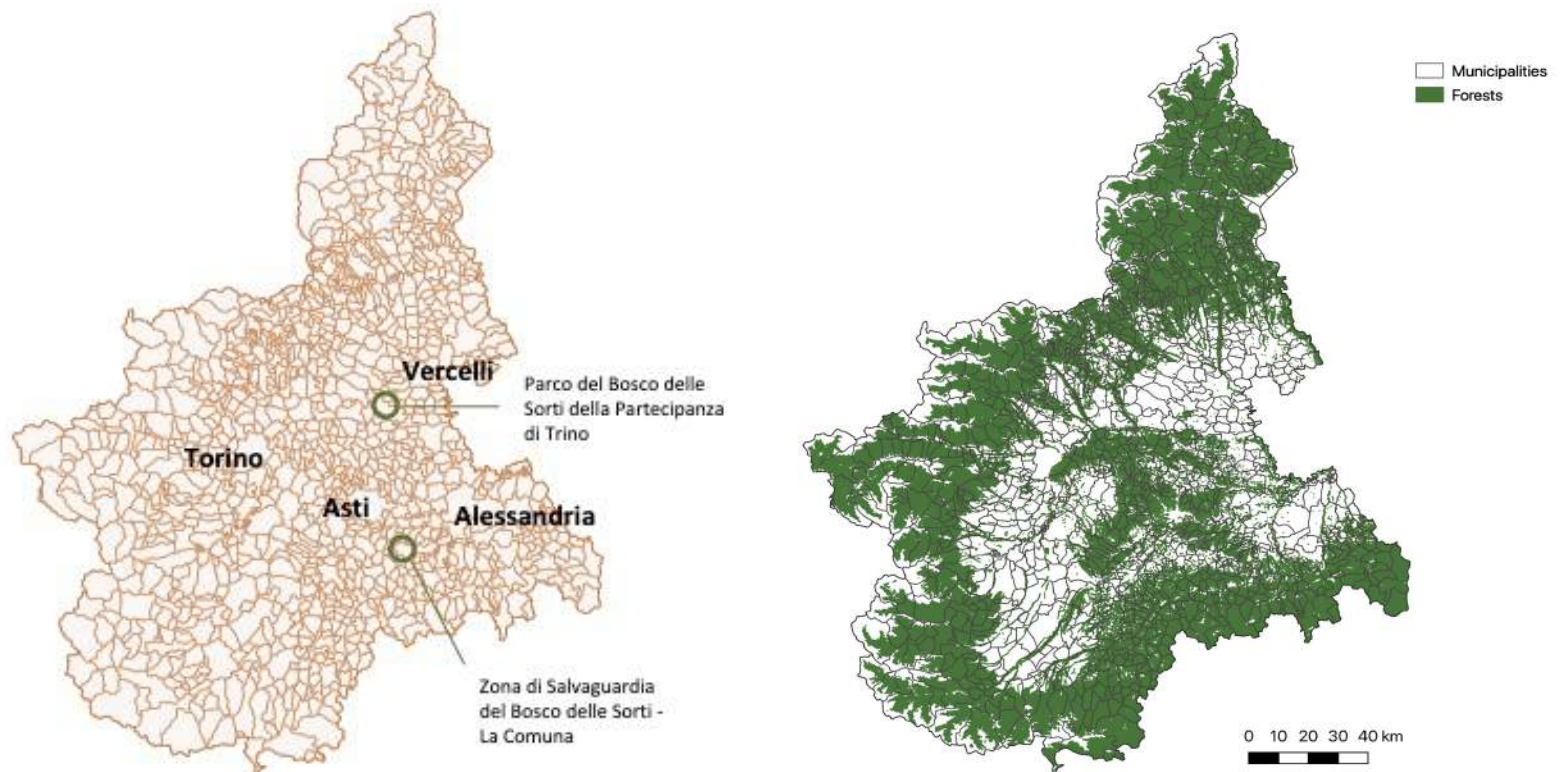 Vercelli
Parco del Bosco delle
Sorti della Partecipanza
di Trino
Torino
Asti
Alessandria
Zona di Salvaguardia
del Bosco delle Sorti -
La Comuna
Municipalities
Forests
0 10 20 30 40 km